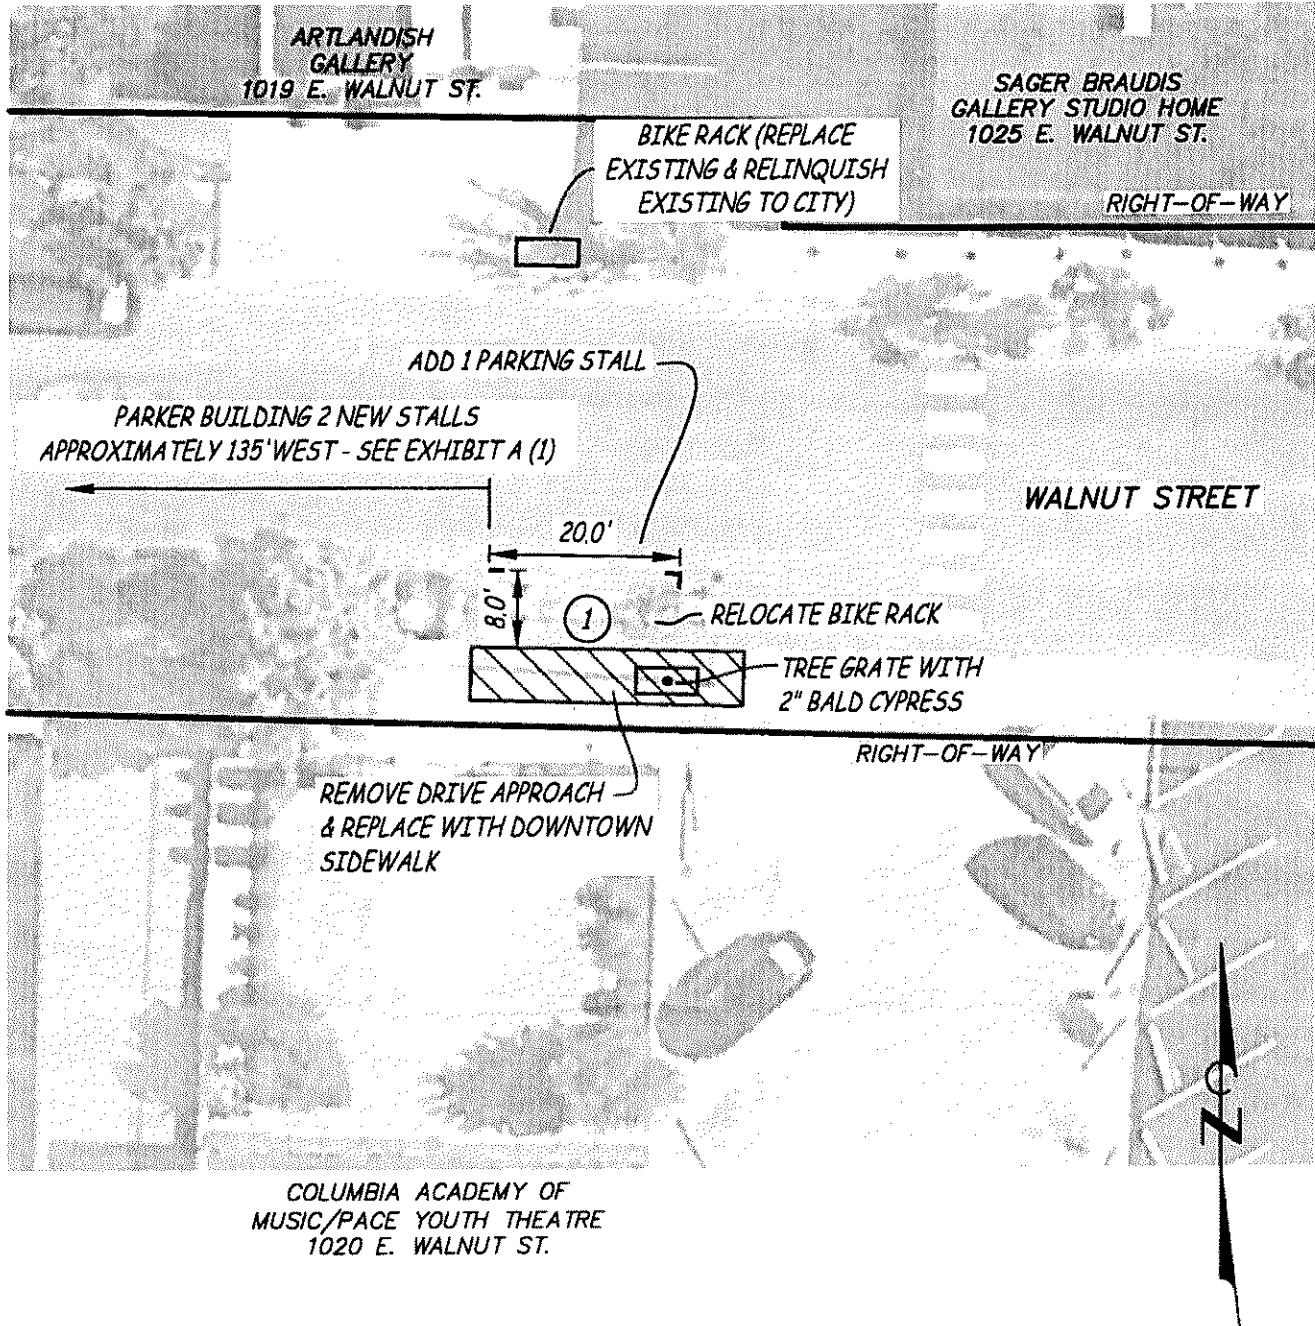 ARTLANDISH
GALLERY
1019 E. WALNUT ST.
SAGER BRAUDIS
GALLERY STUDIO HOME
1025 E. WALNUT ST.
BIKE RACK (REPLACE
EXISTING & RELINQUISH
EXISTING TO CITY)
RIGHT-OF-WAY
ADD 1 PARKING STALL
PARKER BUILDING 2 NEW STALLS
APPROXIMATELY 135' WEST - SEE EXHIBIT A (1)
WALNUT STREET
20.0'
8.0'
1
RELOCATE BIKE RACK
TREE GRATE WITH
2" BALD CYPRESS
RIGHT-OF-WAY
REMOVE DRIVE APPROACH
& REPLACE WITH DOWNTOWN
SIDEWALK
N
COLUMBIA ACADEMY OF
MUSIC/PACE YOUTH THEATRE
1020 E. WALNUT ST.